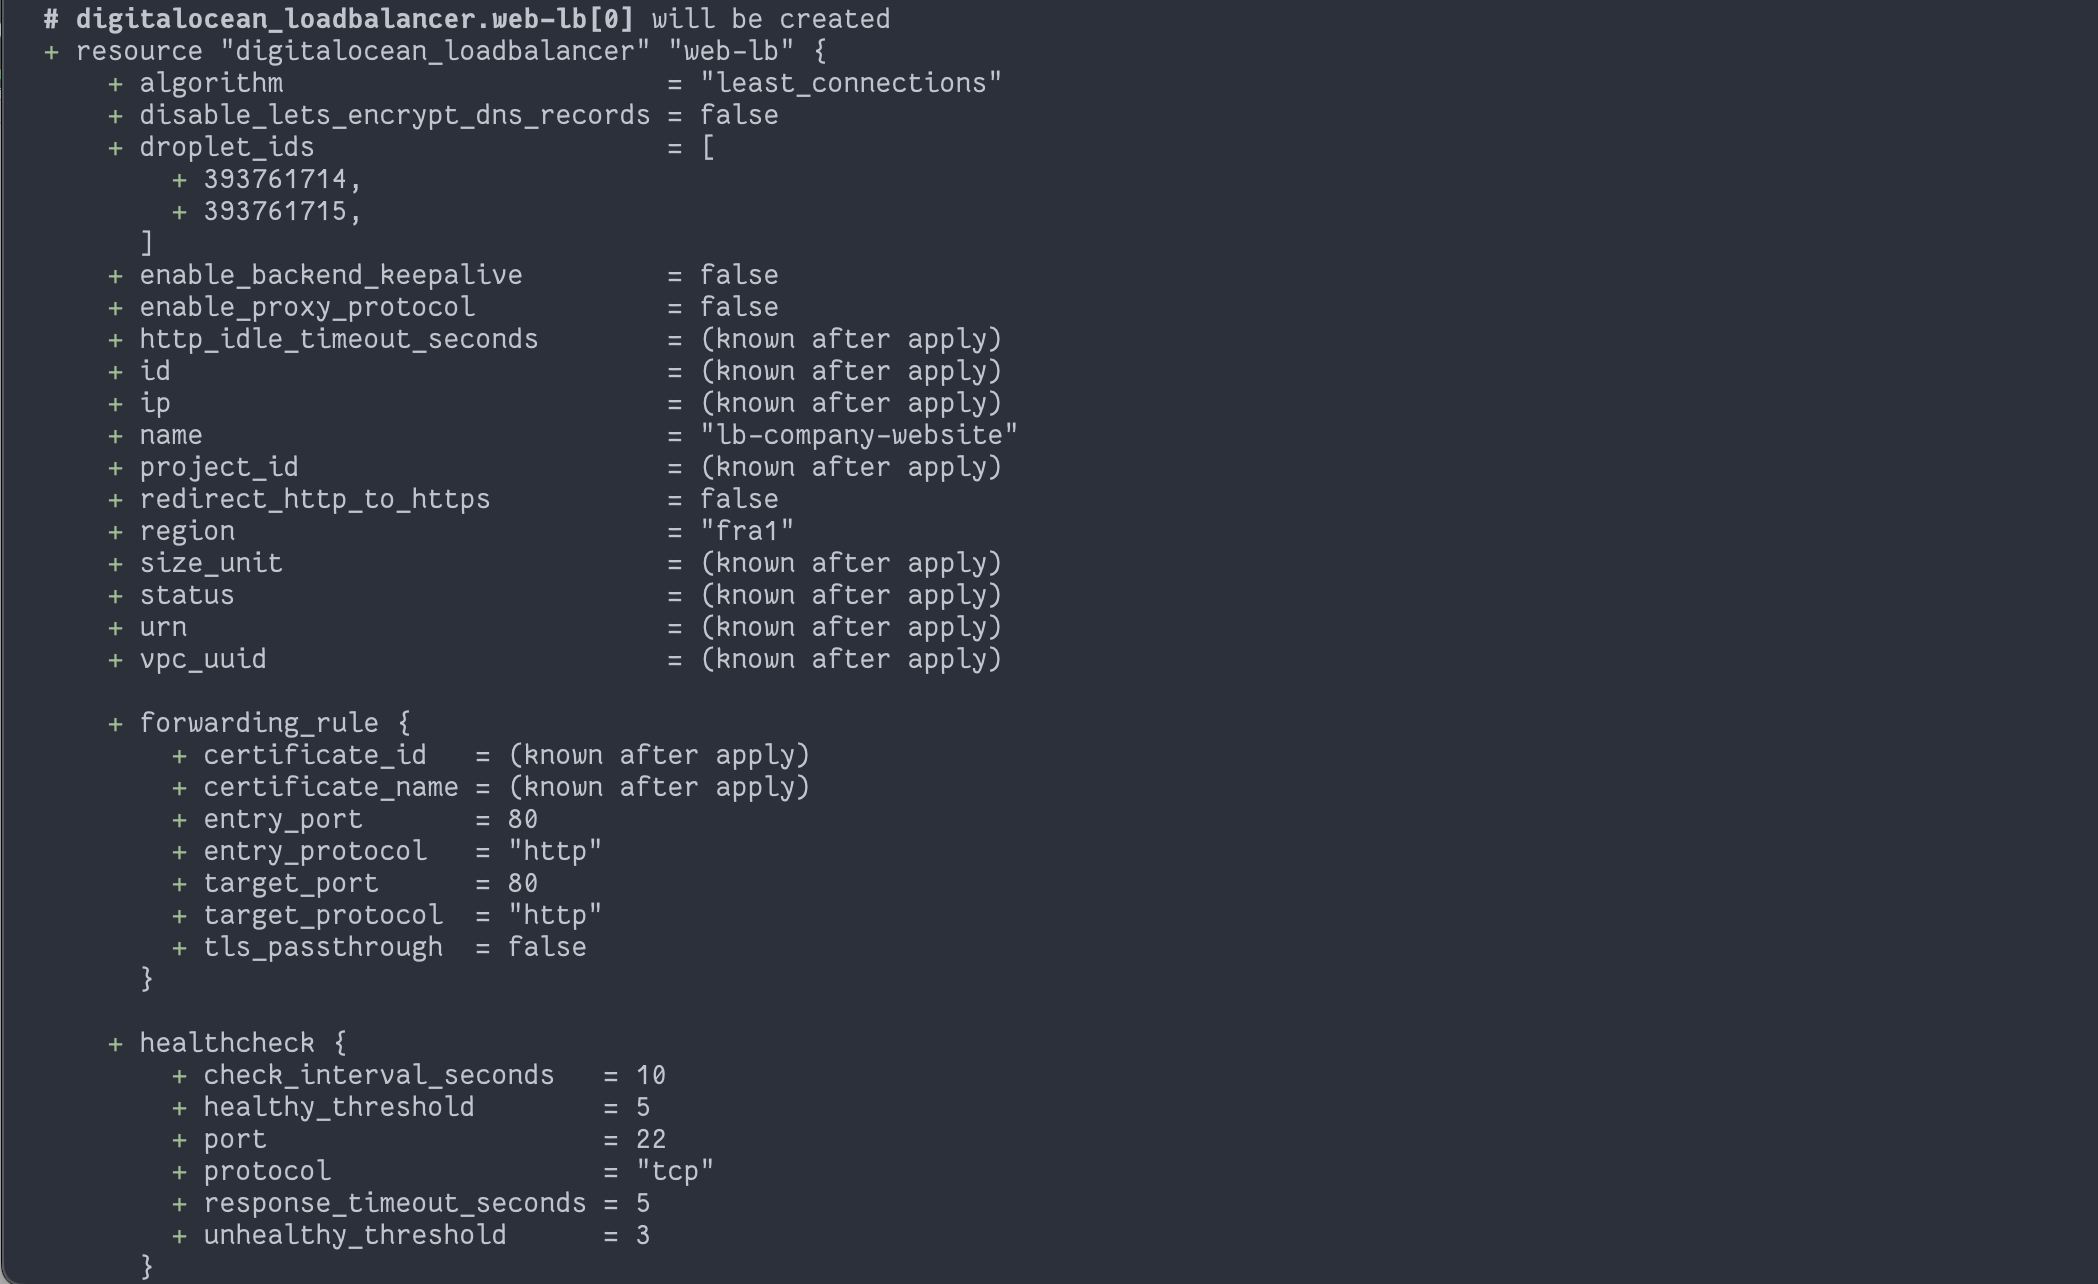 # digitalocean_loadbalancer.web-lb[0] will be created
+ resource "digitalocean_loadbalancer" "web-lb" {
    + algorithm                        = "least_connections"
    + disable_lets_encrypt_dns_records = false
    + droplet_ids                      = [
        + 393761714,
        + 393761715,
      ]
    + enable_backend_keepalive         = false
    + enable_proxy_protocol            = false
    + http_idle_timeout_seconds        = (known after apply)
    + id                               = (known after apply)
    + ip                               = (known after apply)
    + name                             = "lb-company-website"
    + project_id                       = (known after apply)
    + redirect_http_to_https           = false
    + region                           = "fra1"
    + size_unit                        = (known after apply)
    + status                           = (known after apply)
    + urn                              = (known after apply)
    + vpc_uuid                         = (known after apply)

    + forwarding_rule {
        + certificate_id   = (known after apply)
        + certificate_name = (known after apply)
        + entry_port       = 80
        + entry_protocol   = "http"
        + target_port      = 80
        + target_protocol  = "http"
        + tls_passthrough  = false
      }

    + healthcheck {
        + check_interval_seconds   = 10
        + healthy_threshold        = 5
        + port                     = 22
        + protocol                 = "tcp"
        + response_timeout_seconds = 5
        + unhealthy_threshold      = 3
      }